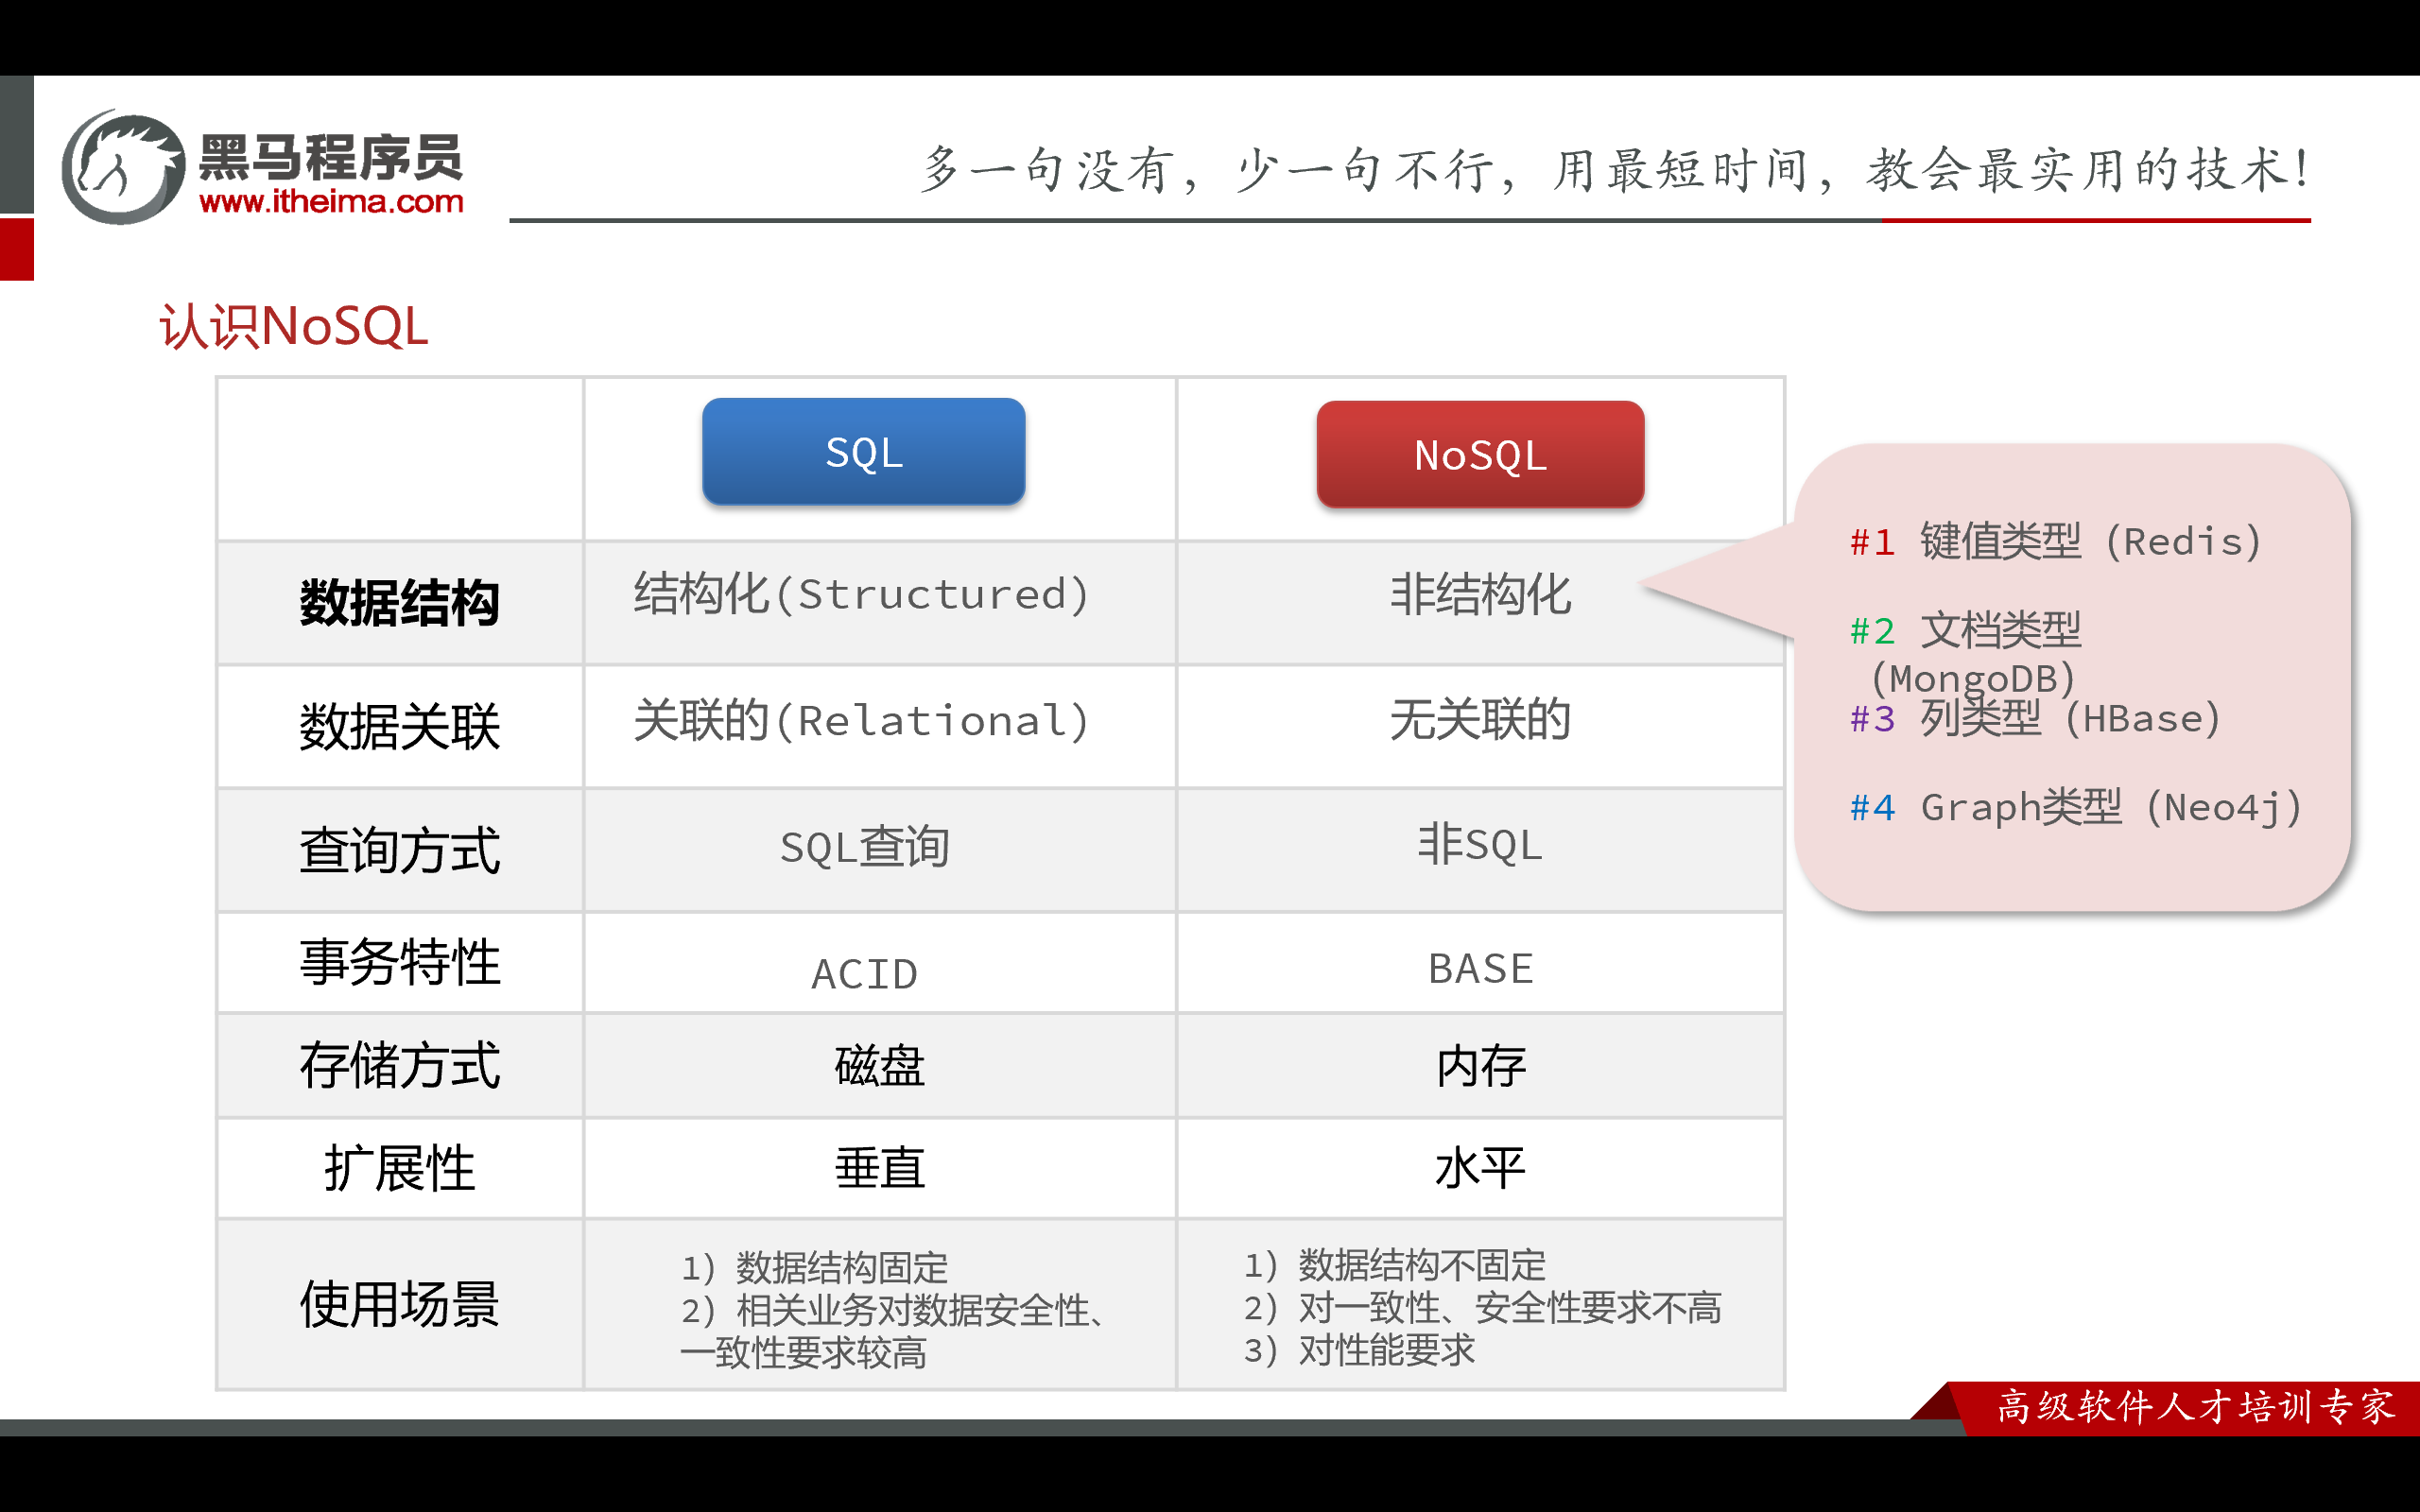 黑马程序员
www.itheima.com
多一句没有，少一句不行，用最短时间，教会最实用的技术！
认识NoSQL
SQL
NoSQL
数据结构
结构化(Structured)
非结构化
#1 键值类型（Redis）
#2 文档类型
（MongoDB）
#3 列类型（HBase）
#4 Graph类型（Neo4j）
数据关联
关联的(Relational)
无关联的
查询方式
SQL查询
非SQL
事务特性
ACID
BASE
存储方式
磁盘
内存
扩展性
垂直
水平
使用场景
1）数据结构固定
2）相关业务对数据安全性、
一致性要求较高
1）数据结构不固定
2）对一致性、安全性要求不高
3）对性能要求
高级软件人才培训专家